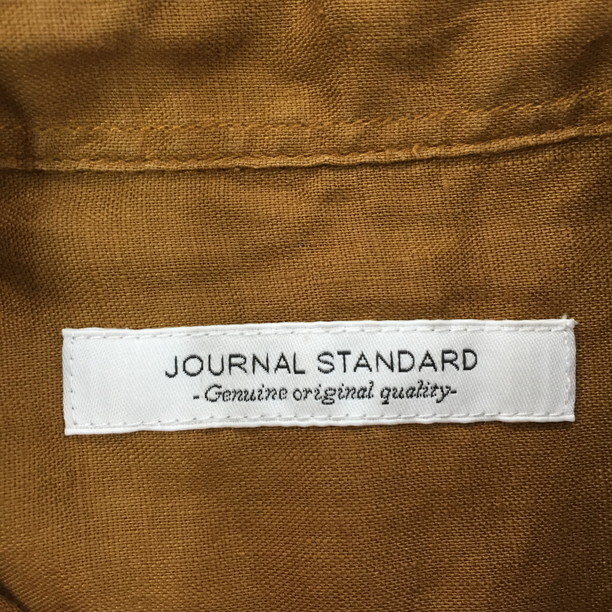 JOURNAL STANDARD
-Genuine original quality-